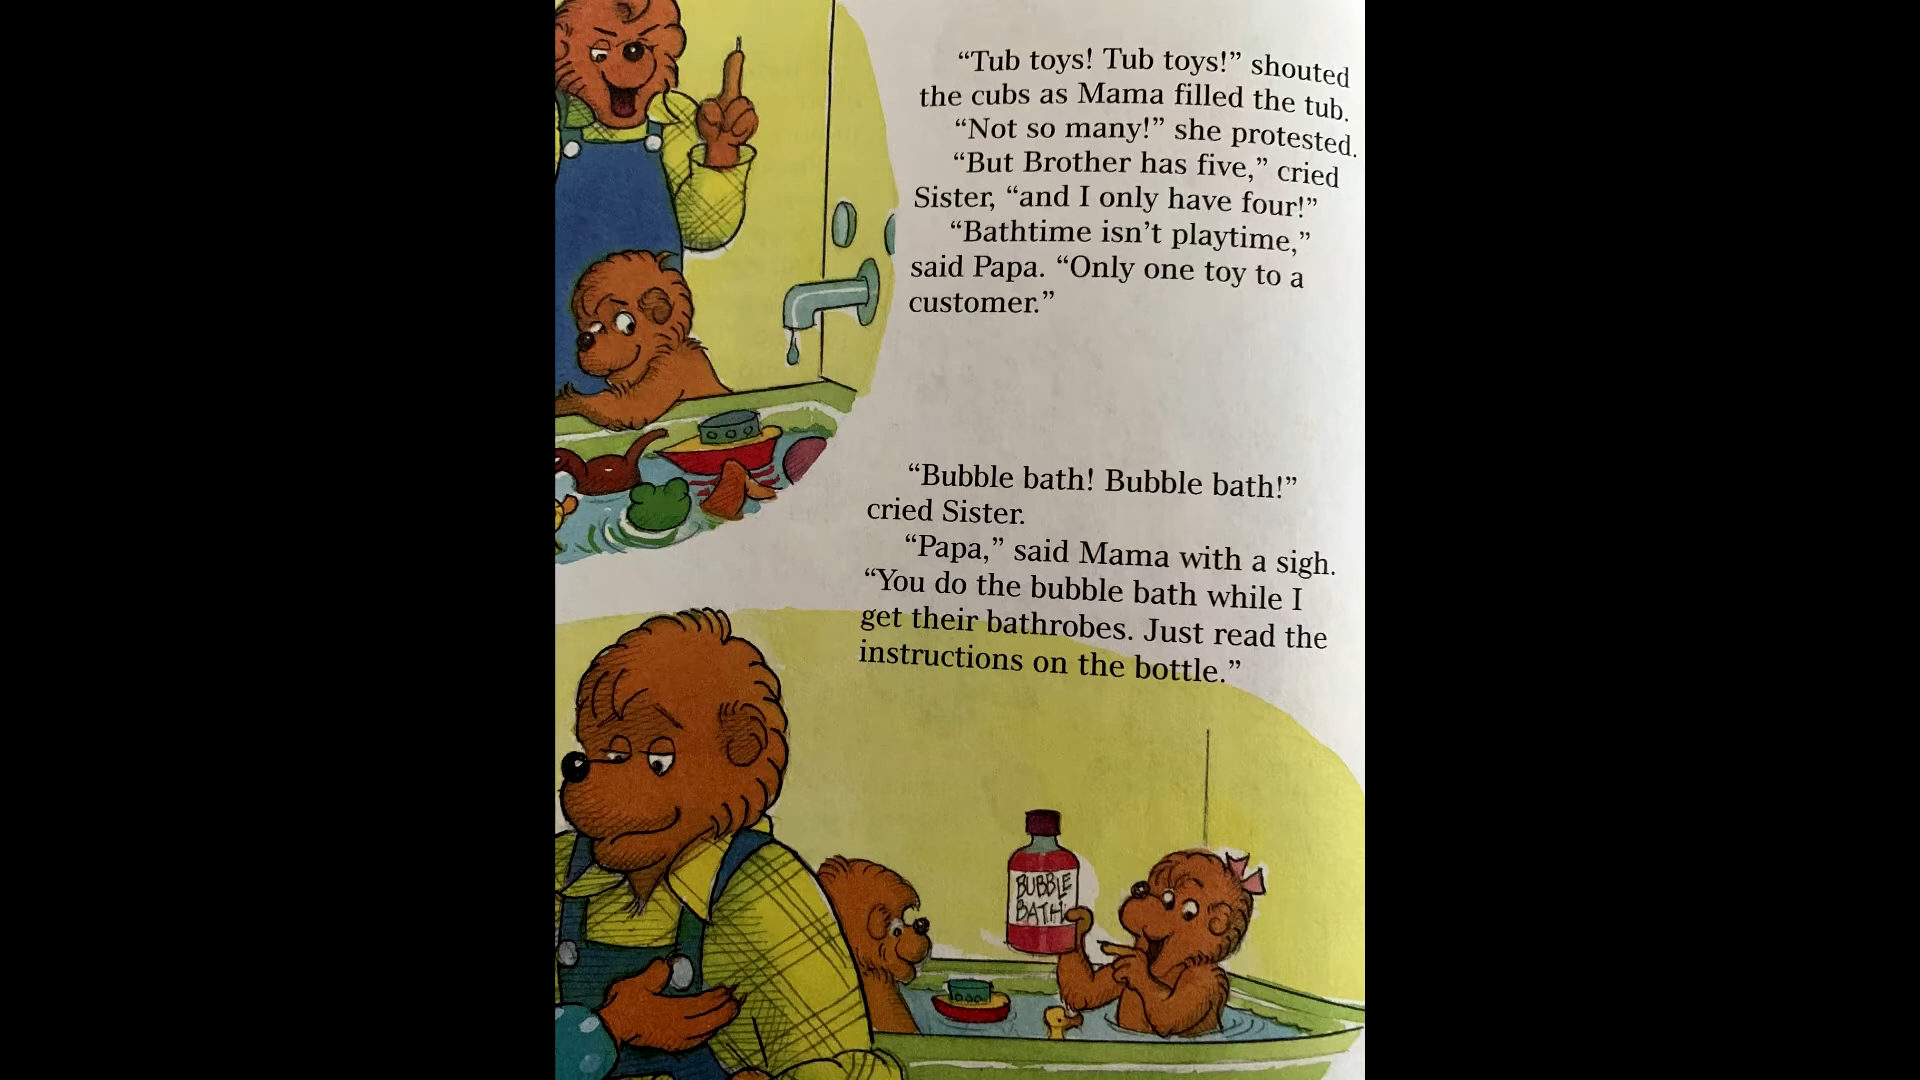 “Tub toys! Tub toys!” shouted
the cubs as Mama filled the tub.
“Not so many!” she protested.
“But Brother has five,” cried
Sister, “and I only have four!”
“Bathtime isn’t playtime,”
said Papa. “Only one toy to a
customer.”
“Bubble bath! Bubble bath!”
cried Sister.
“Papa,” said Mama with a sigh.
“You do the bubble bath while I
get their bathrobes. Just read the
instructions on the bottle.”
BUBBLE
BATH